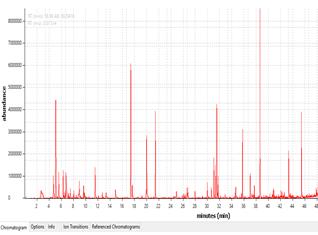 8000000
7000000
6000000
5000000
4000000
3000000
2000000
1000000
0
abundance
2 4 6 8 10 12 14 16 18 20 22 24 26 28 30 32 34 36 38 40 42 44 46 48
minutes (min)
Chromatogram Options Info Ion Transitions Referenced Chromatograms